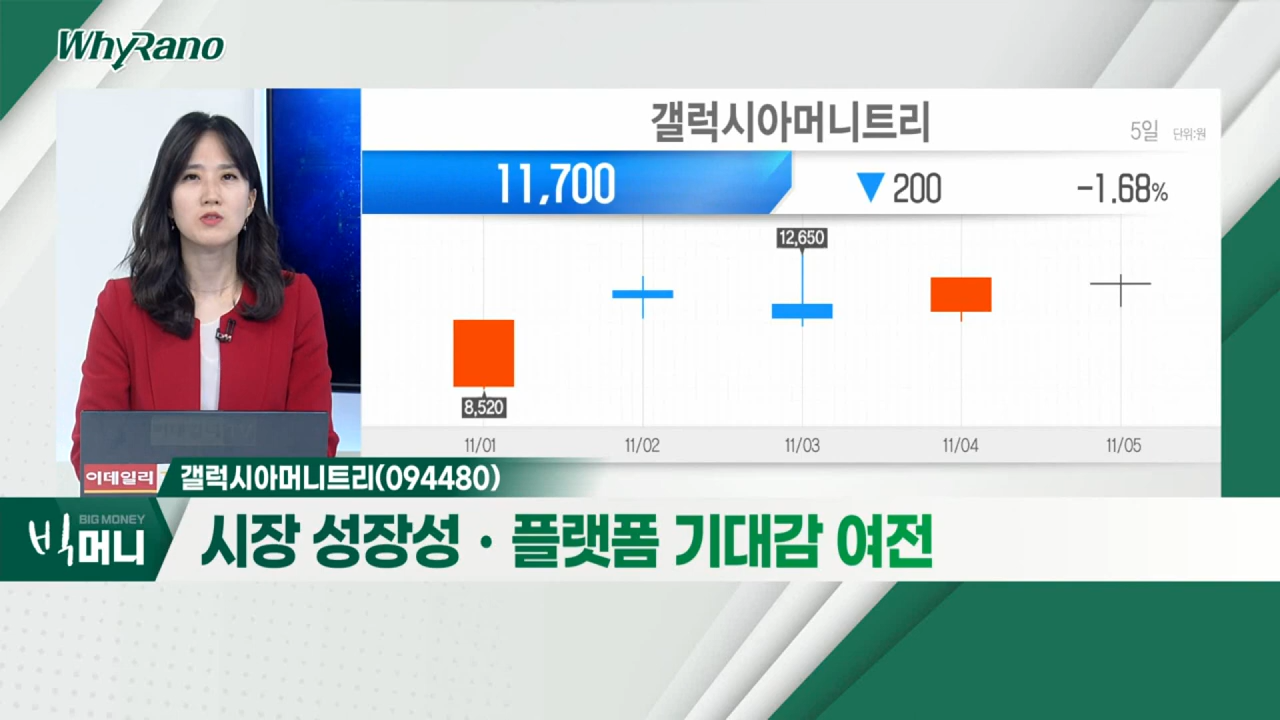 WhyRano
갤럭시아머니트리
5일 단위:원
11,700
▼ 200
-1.68%
12,650
8,520
11/01 11/02 11/03 11/04 11/05
이데일리
갤럭시아머니트리(094480)
BIG MONEY
빅머니
시장 성장성 · 플랫폼 기대감 여전